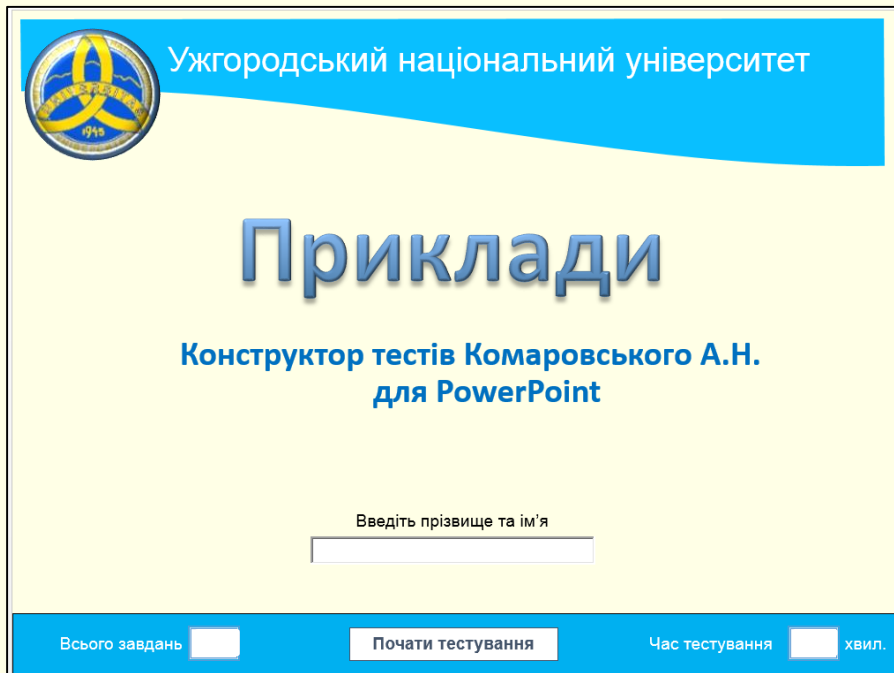 Ужгородський національний університет
1945
Приклади
Конструктор тестів Комаровського А.Н.
для PowerPoint
Введіть прізвище та ім’я
Всього завдань
Почати тестування
Час тестування
хвил.